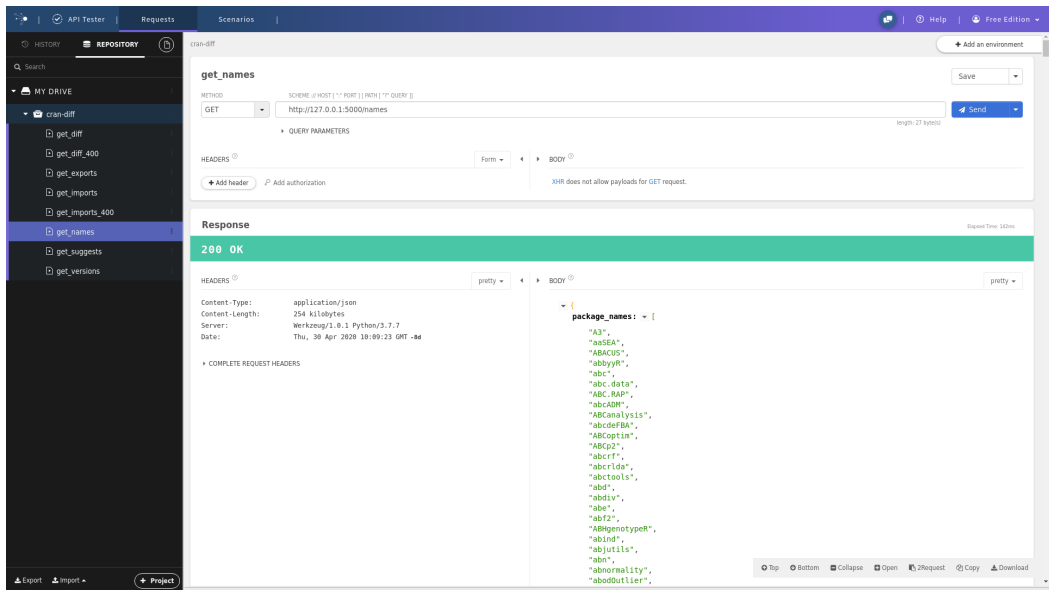 API Tester
Requests
Scenarios
Help
Free Edition
HISTORY
REPOSITORY
Search
MY DRIVE
cran-diff
get_diff
get_diff_400
get_exports
get_imports
get_imports_400
get_names
get_suggests
get_versions
Export
Import
+ Project
cran-diff
+ Add an environment
get_names
Save
METHOD
SCHEME :// HOST [ ":" PORT ] [ PATH [ "?" QUERY ]]
GET
http://127.0.0.1:5000/names
Send
length: 27 byte(s)
QUERY PARAMETERS
HEADERS
Form
BODY
+ Add header
Add authorization
XHR does not allow payloads for GET request.
Response
Elapsed Time: 162ms
200 OK
HEADERS
pretty
BODY
pretty
Content-Type: application/json
Content-Length: 254 kilobytes
Server: Werkzeug/1.0.1 Python/3.7.7
Date: Thu, 30 Apr 2020 10:09:23 GMT -8d
COMPLETE REQUEST HEADERS
{
package_names: [
"A3",
"aaSEA",
"ABACUS",
"abbyyR",
"abc",
"abc.data",
"ABC.RAP",
"abcADM",
"ABCanalysis",
"abcdeFBA",
"ABCoptim",
"ABCp2",
"abcrf",
"abcrlda",
"abctools",
"abd",
"abdiv",
"abe",
"abf2",
"ABHgenotypeR",
"abind",
"abjutils",
"abn",
"abnormality",
"abodOutlier",
Top
Bottom
Collapse
Open
2Request
Copy
Download